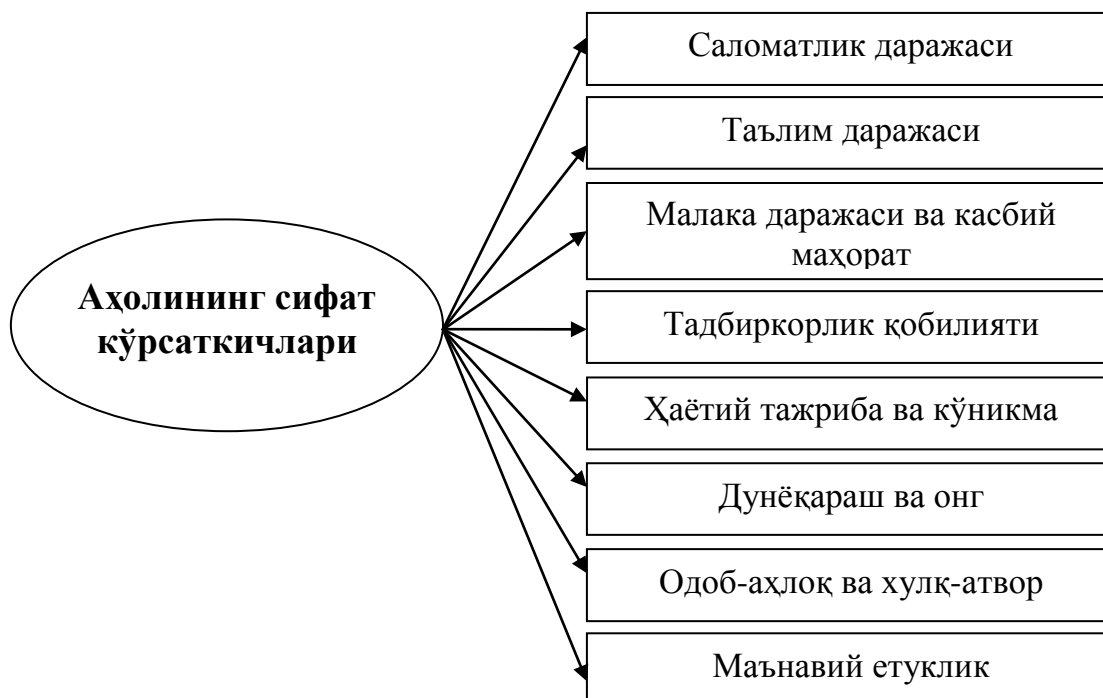 Саломатлик даражаси
Таълим даражаси
Малака даражаси ва касбий
маҳорат
Аҳолининг сифат
кўрсаткичлари
Тадбиркорлик қобилияти
Ҳаётий тажриба ва кўникма
Дунёқараш ва онг
Одоб-аҳлоқ ва хулқ-атвор
Маънавий етуклик